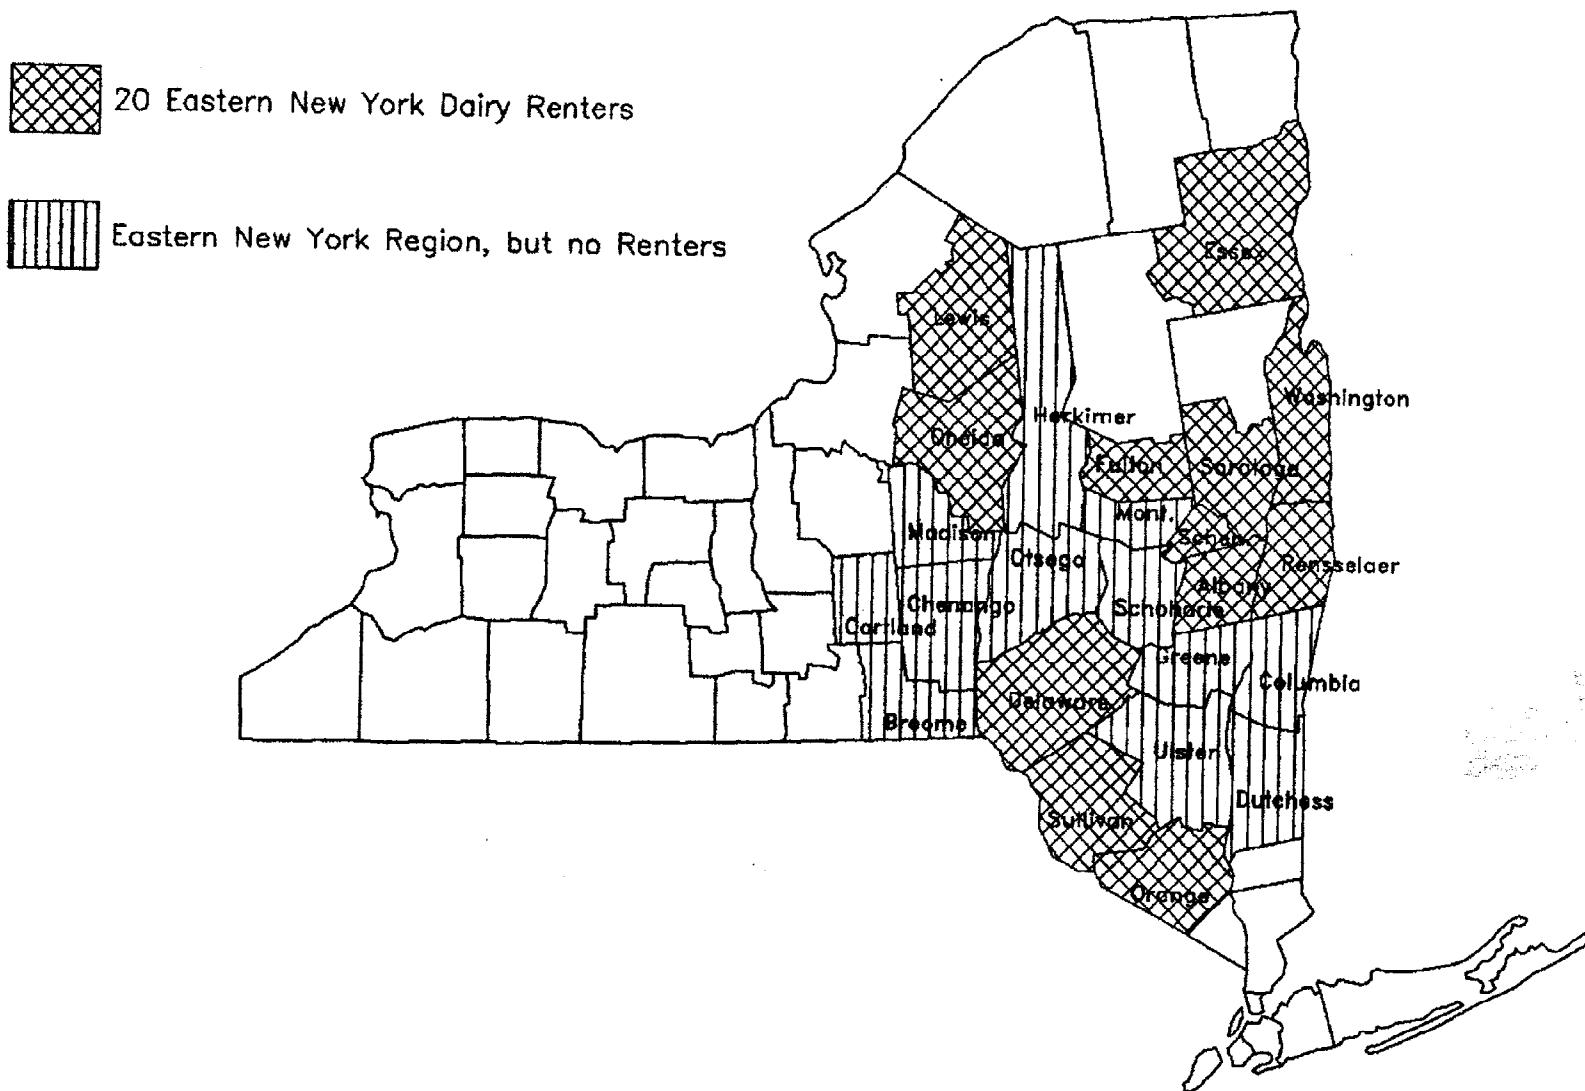 20 Eastern New York Dairy Renters
Eastern New York Region, but no Renters
Essex
Lewis
Washington
Herkimer
Oneida
Fulton
Saratoga
Mont.
Madison
Schen.
Otsego
Rensselaer
Albany
Chenango
Schoharie
Cortland
Greene
Columbia
Delaware
Broome
Ulster
Dutchess
Sullivan
Orange